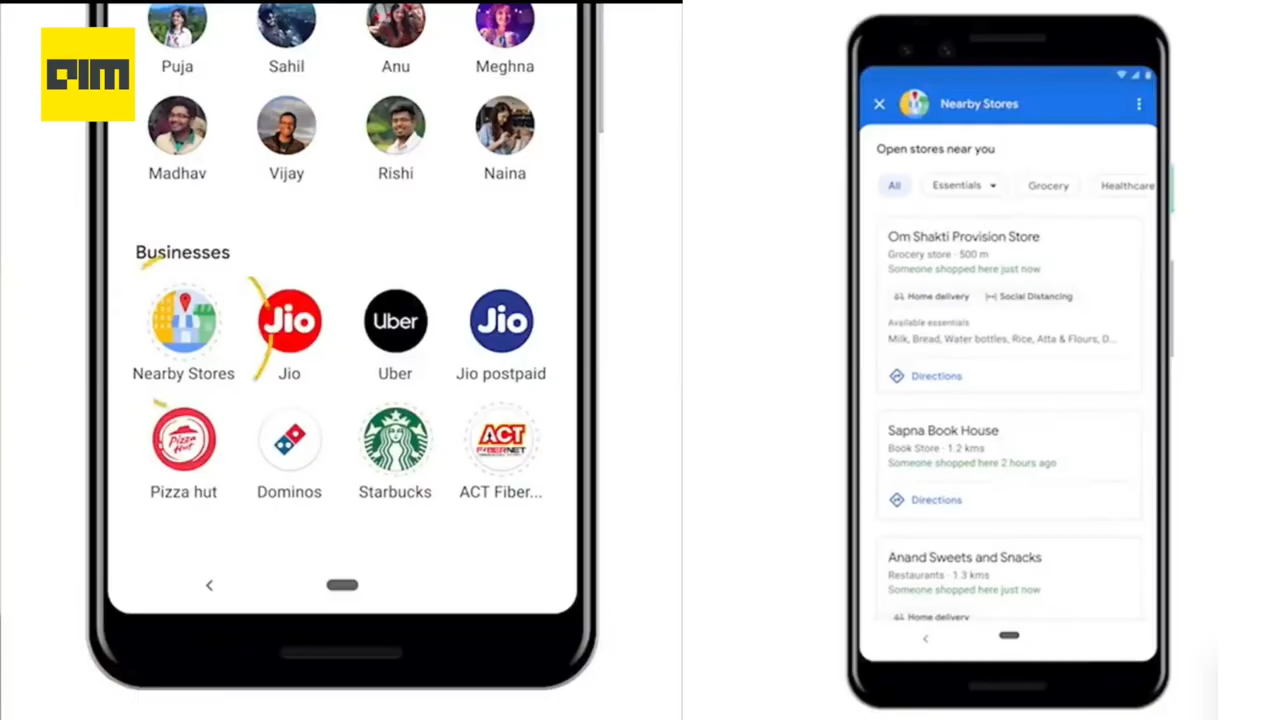 AIM
Puja
Sahil
Anu
Meghna
Madhav
Vijay
Rishi
Naina
Businesses
Jio
Uber
Jio
Nearby Stores
Jio
Uber
Jio postpaid
Pizza Hut
ACT
FIBERNET
Pizza hut
Dominos
Starbucks
ACT Fiber...
Nearby Stores
Open stores near you
All
Essentials
Grocery
Healthcare
Om Shakti Provision Store
Grocery store · 500 m
Someone shopped here just now
Home delivery
Social Distancing
Available essentials
Milk, Bread, Water bottles, Rice, Atta & Flours, D...
Directions
Sapna Book House
Book Store · 1.2 kms
Someone shopped here 2 hours ago
Directions
Anand Sweets and Snacks
Restaurants · 1.3 kms
Someone shopped here just now
Home delivery